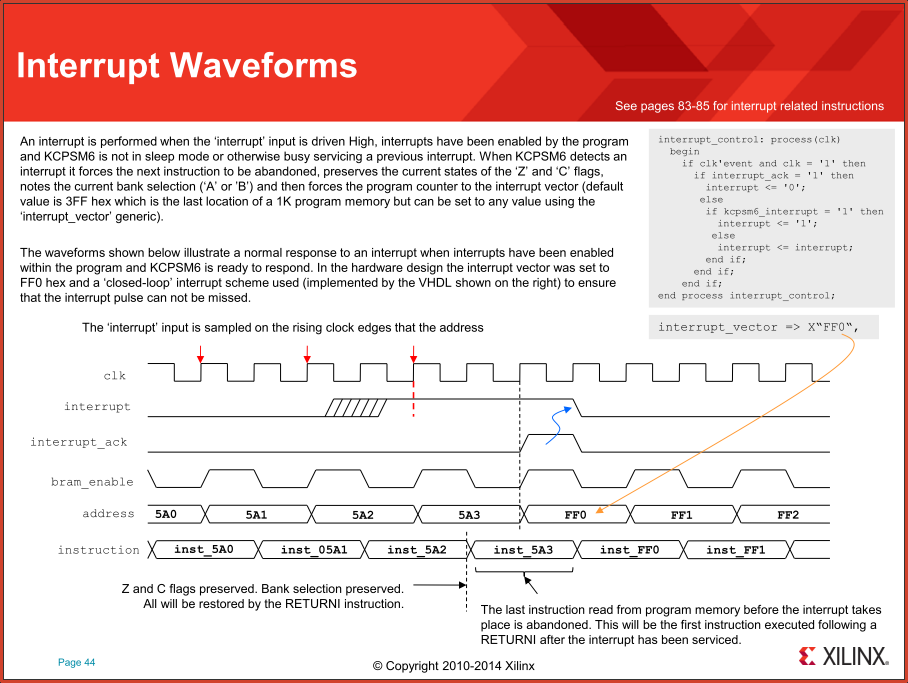 Interrupt Waveforms
See pages 83-85 for interrupt related instructions
An interrupt is performed when the ‘interrupt’ input is driven High, interrupts have been enabled by the program
and KCPSM6 is not in sleep mode or otherwise busy servicing a previous interrupt. When KCPSM6 detects an
interrupt it forces the next instruction to be abandoned, preserves the current states of the ‘Z’ and ‘C’ flags,
notes the current bank selection (‘A’ or ‘B’) and then forces the program counter to the interrupt vector (default
value is 3FF hex which is the last location of a 1K program memory but can be set to any value using the
‘interrupt_vector’ generic).
The waveforms shown below illustrate a normal response to an interrupt when interrupts have been enabled
within the program and KCPSM6 is ready to respond. In the hardware design the interrupt vector was set to
FF0 hex and a ‘closed-loop’ interrupt scheme used (implemented by the VHDL shown on the right) to ensure
that the interrupt pulse can not be missed.
interrupt_control: process(clk)
begin
if clk'event and clk = '1' then
if interrupt_ack = '1' then
interrupt <= '0';
else
if kcpsm6_interrupt = '1' then
interrupt <= '1';
else
interrupt <= interrupt;
end if;
end if;
end if;
end process interrupt_control;
interrupt_vector => X“FF0“,
The ‘interrupt’ input is sampled on the rising clock edges that the address
clk
interrupt
interrupt_ack
bram_enable
address 5A0 5A1 5A2 5A3 FF0 FF1 FF2
instruction inst_5A0 inst_05A1 inst_5A2 inst_5A3 inst_FF0 inst_FF1
Z and C flags preserved. Bank selection preserved.
All will be restored by the RETURNI instruction.
The last instruction read from program memory before the interrupt takes
place is abandoned. This will be the first instruction executed following a
RETURNI after the interrupt has been serviced.
Page 44
© Copyright 2010-2014 Xilinx
XILINX.